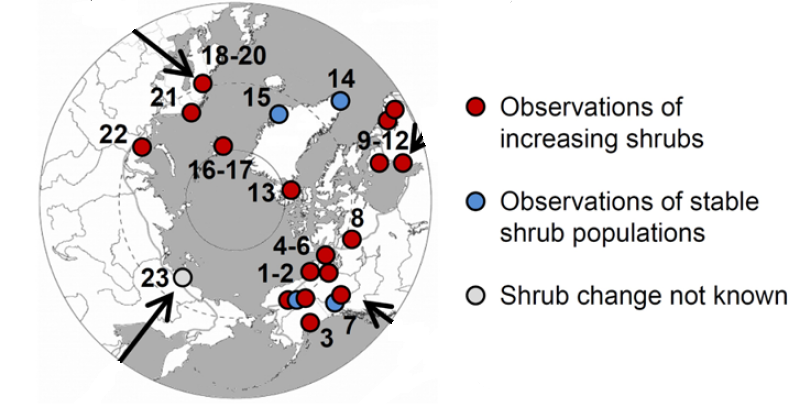 18-20
14
15
21
22
9-12
16-17
13
8
4-6
1-2
23
7
3
Observations of
increasing shrubs
Observations of stable
shrub populations
Shrub change not known